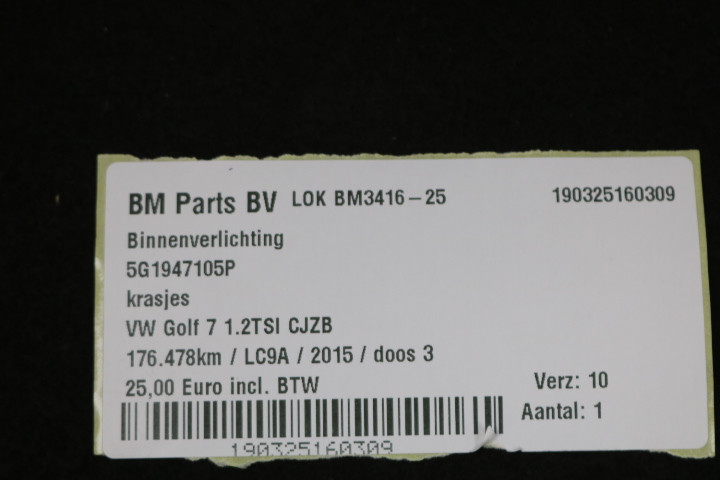 BM Parts BV LOK BM3416-25 190325160309
Binnenverlichting
5G1947105P
krasjes
VW Golf 7 1.2TSI CJZB
176.478km / LC9A / 2015 / doos 3
25,00 Euro incl. BTW Verz: 10
Aantal: 1
190325160309